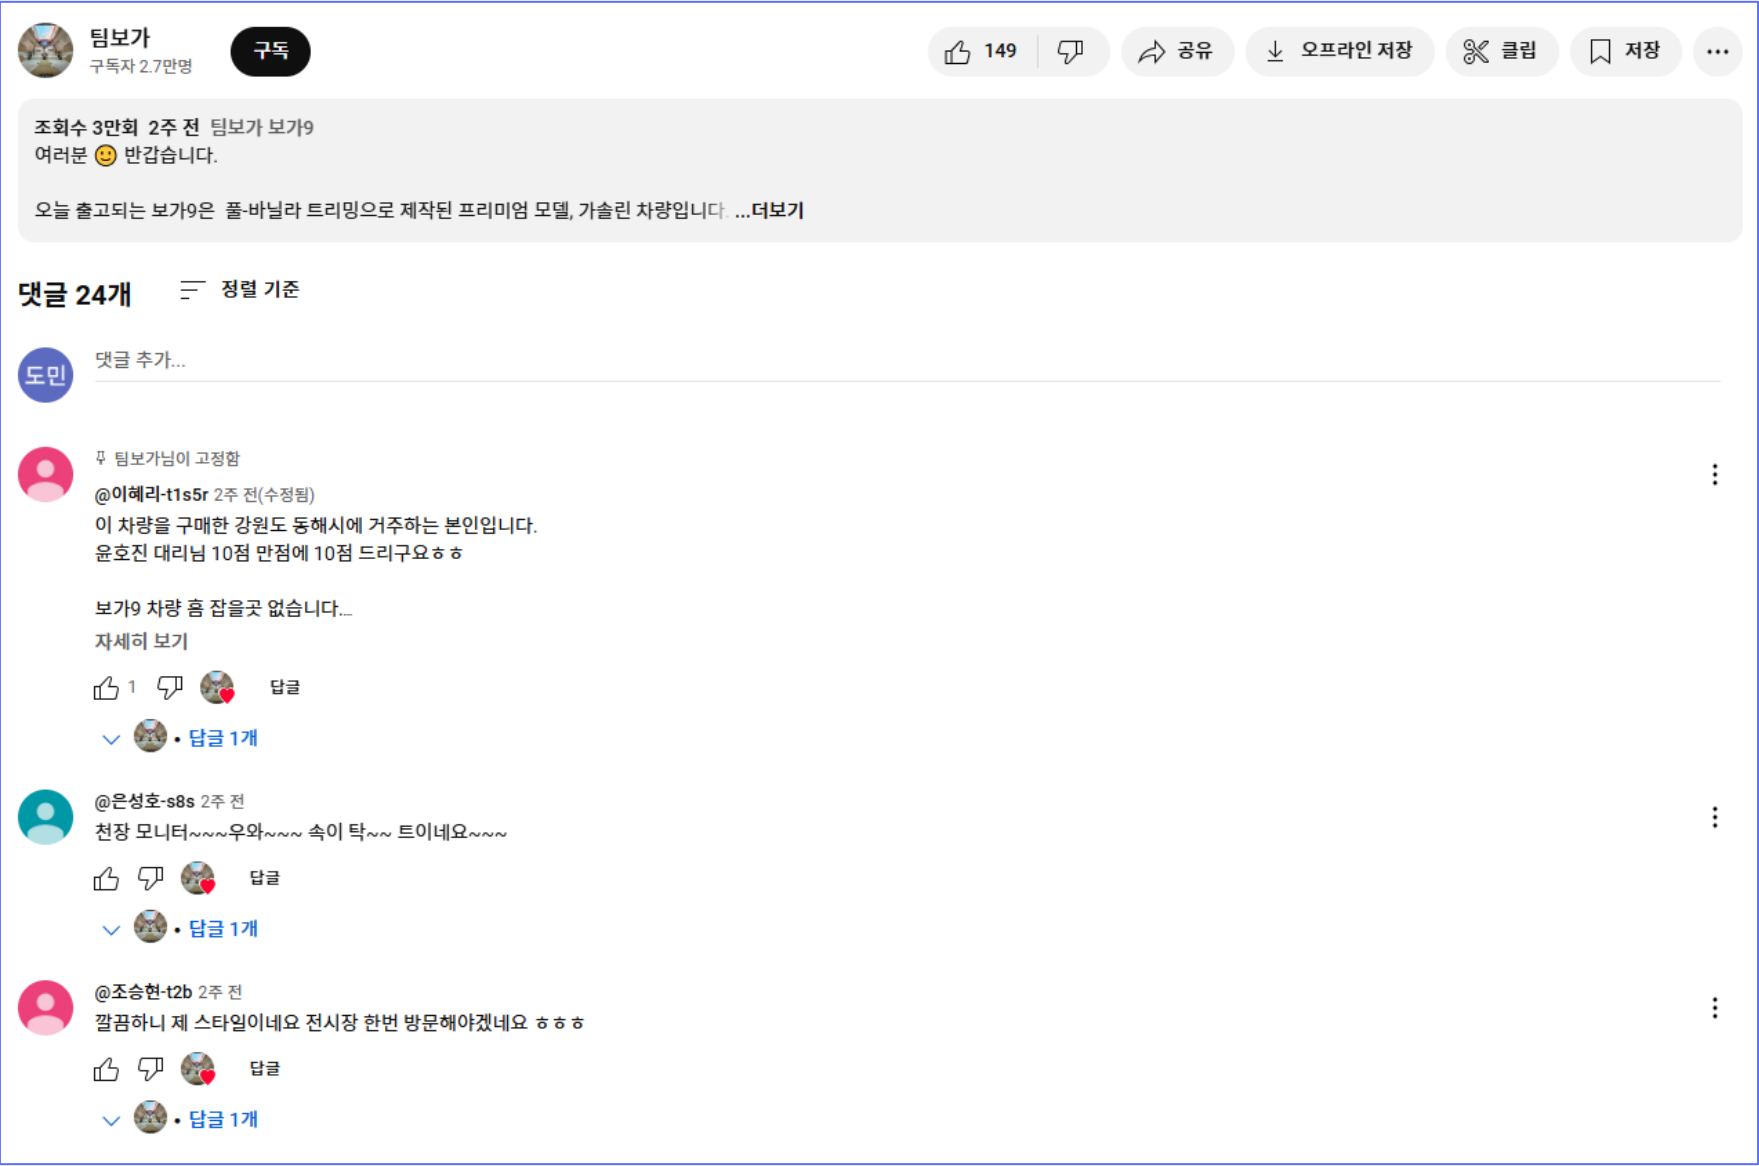 팀보가
구독자 2.7만명
구독
149
공유
오프라인 저장
클립
저장
조회수 3만회 2주 전 팀보가 보가9
여러분 🙂 반갑습니다.
오늘 출고되는 보가9은 풀-바닐라 트리밍으로 제작된 프리미엄 모델, 가솔린 차량입니다. ...더보기
댓글 24개
정렬 기준
도민
댓글 추가...
팀보가님이 고정함
@이혜리-t1s5r 2주 전(수정됨)
이 차량을 구매한 강원도 동해시에 거주하는 본인입니다.
윤호진 대리님 10점 만점에 10점 드리구요ㅎㅎ
보가9 차량 흠 잡을곳 없습니다...
자세히 보기
1
답글
• 답글 1개
@은성호-s8s 2주 전
천장 모니터~~~우와~~~ 속이 탁~~ 트이네요~~~
답글
• 답글 1개
@조승현-t2b 2주 전
깔끔하니 제 스타일이네요 전시장 한번 방문해야겠네요 ㅎㅎㅎ
답글
• 답글 1개